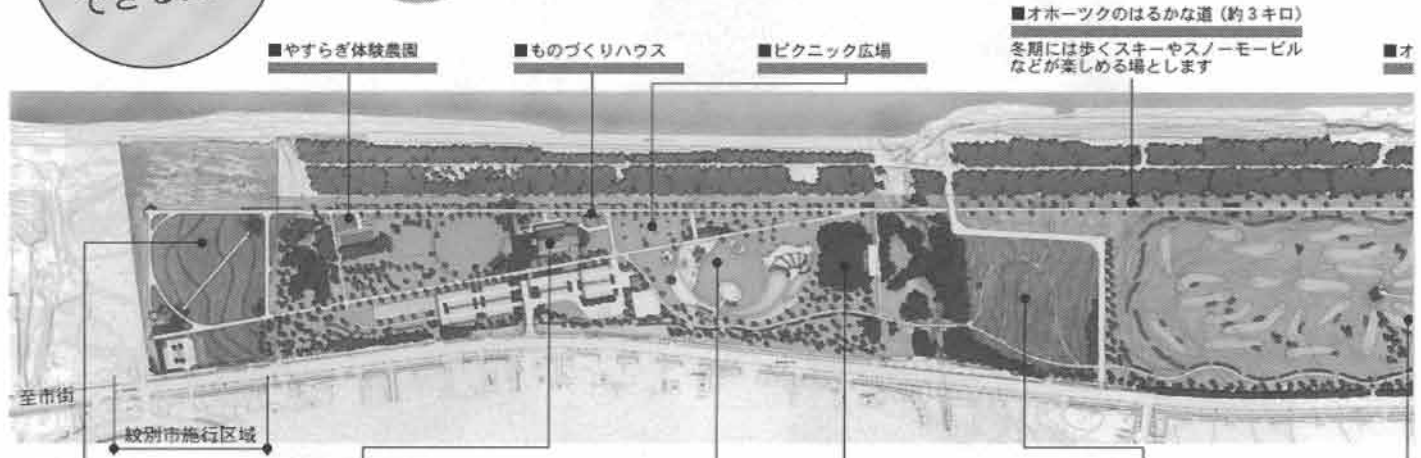 ■オホーツクのはるかな道（約3キロ）
冬期には歩くスキーやスノーモービル
などが楽しめる場とします
■やすらぎ体験農園
■ものづくりハウス
■ピクニック広場
■オ
至市街
紋別市施行区域